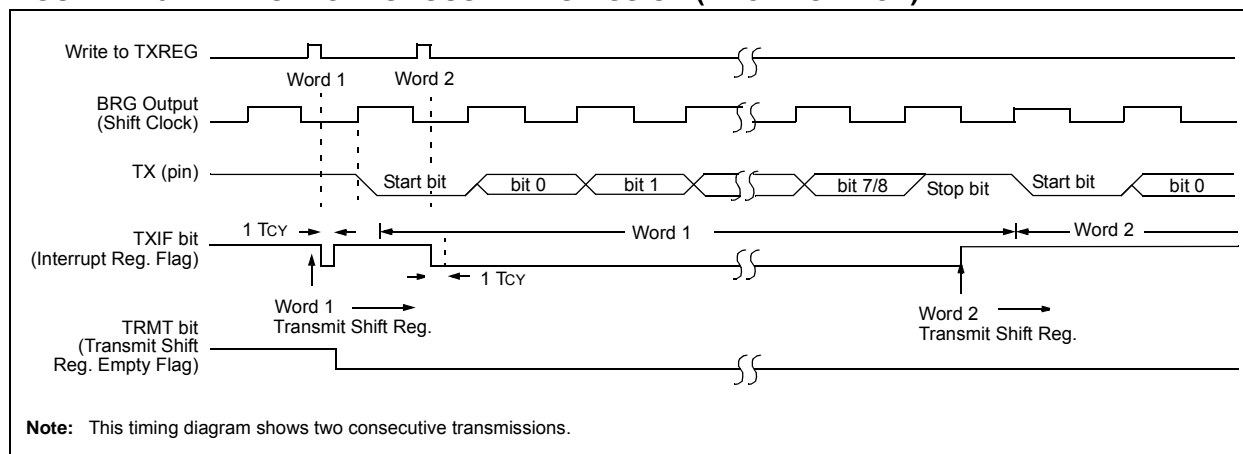 Write to TXREG
Word 1 Word 2
BRG Output
(Shift Clock)
TX (pin)
Start bit bit 0 bit 1 bit 7/8 Stop bit Start bit bit 0
TXIF bit
(Interrupt Reg. Flag)
1 TCY
Word 1
Word 2
1 TCY
Word 1
Transmit Shift Reg.
Word 2
Transmit Shift Reg.
TRMT bit
(Transmit Shift
Reg. Empty Flag)
Note: This timing diagram shows two consecutive transmissions.